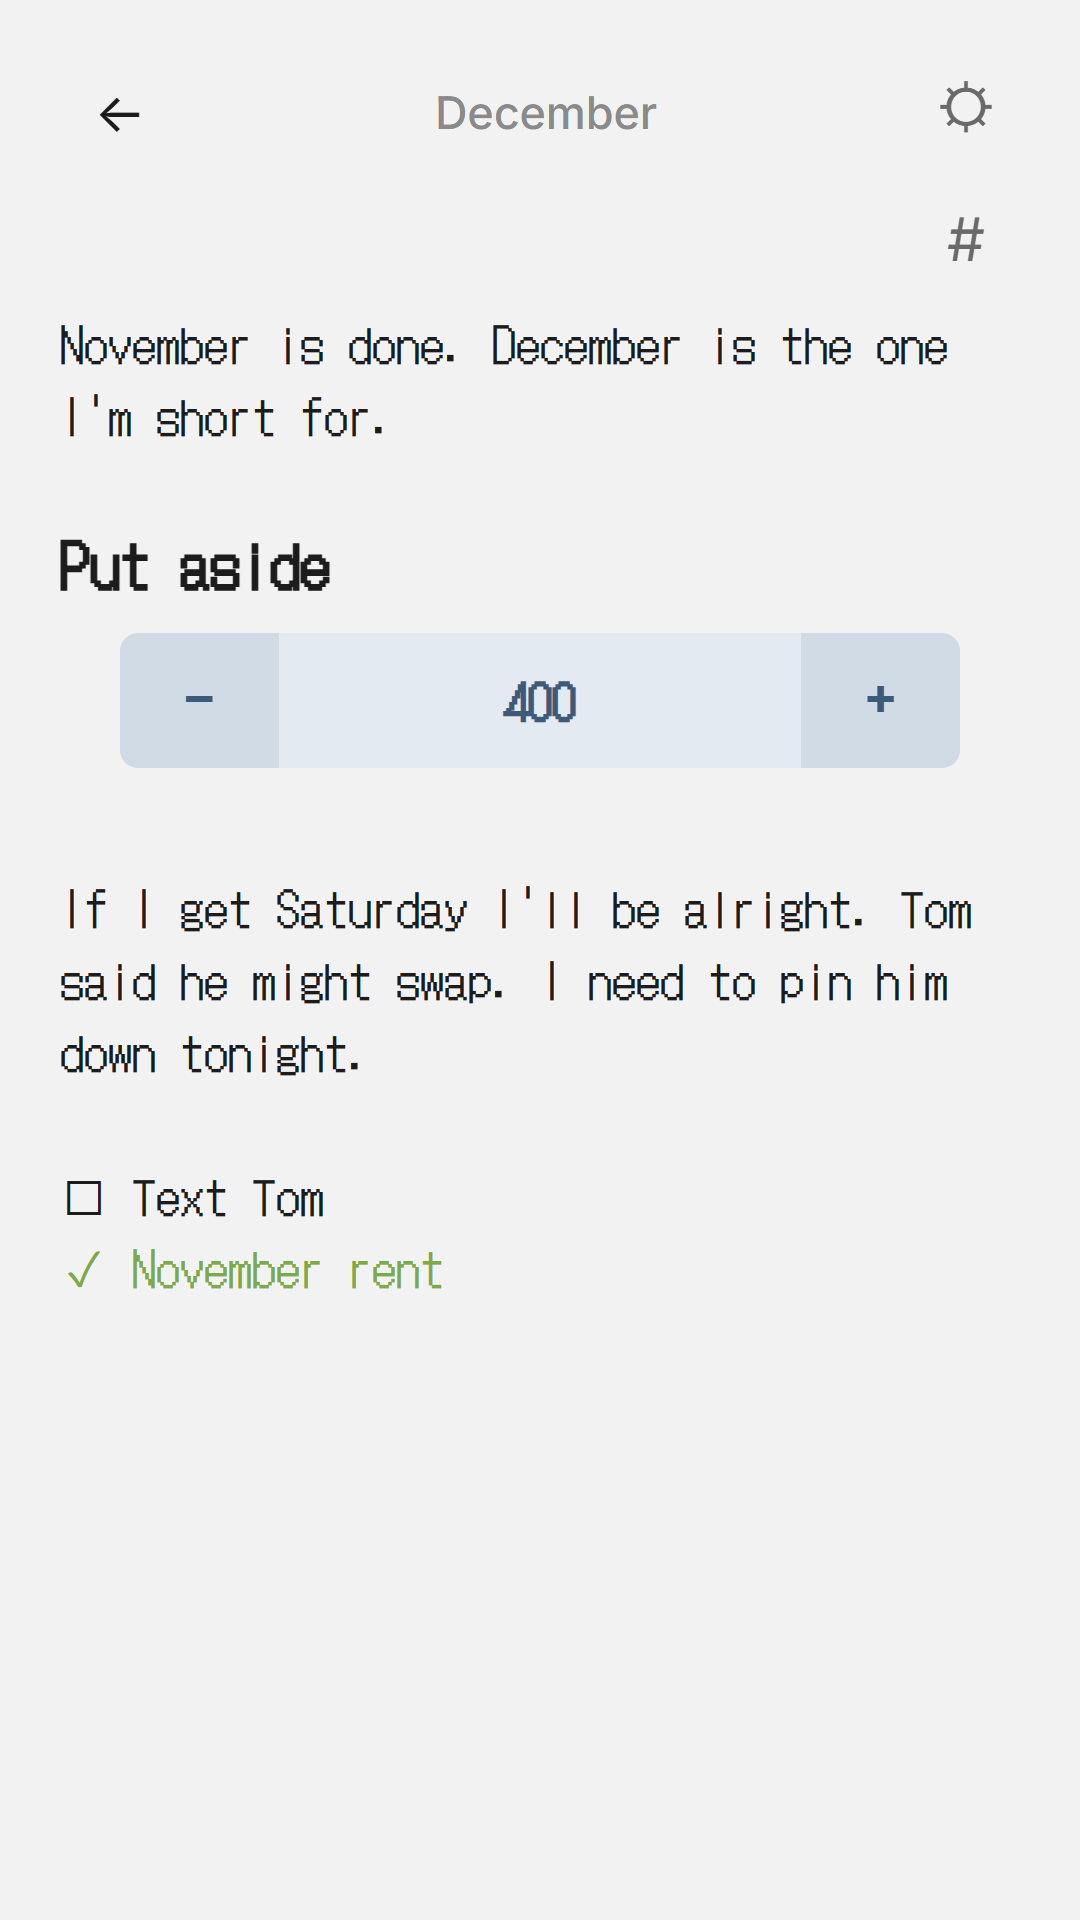 December
#
November is done. December is the one
I'm short for.
Put aside
- 400 +
If I get Saturday I'll be alright. Tom
said he might swap. I need to pin him
down tonight.
☐ Text Tom
✓ November rent